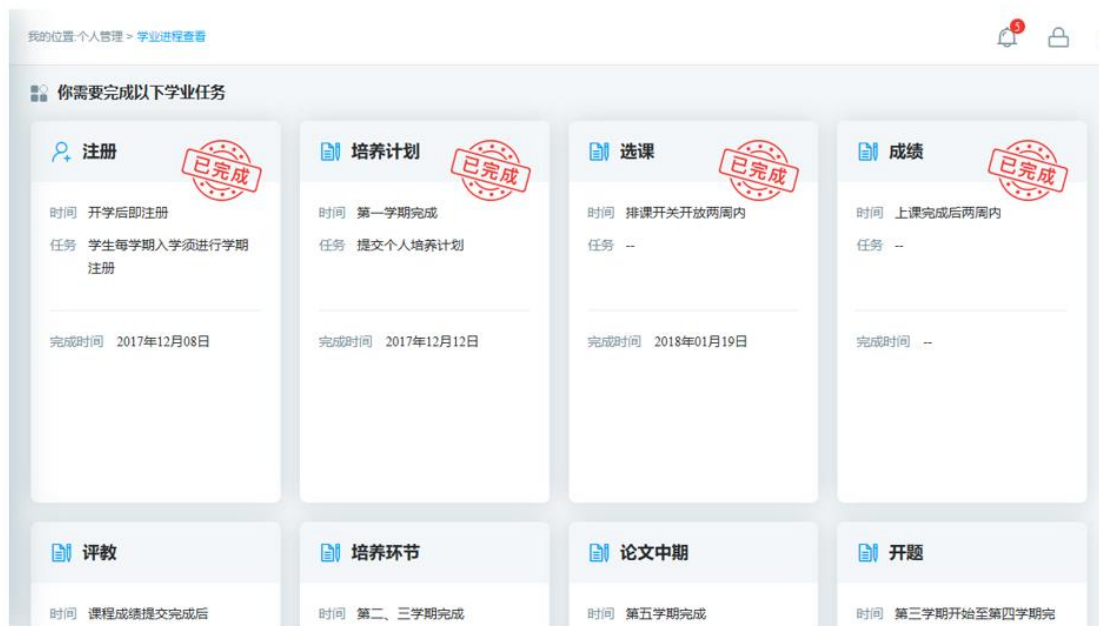 我的位置:个人管理 > 学业进程查看
5
你需要完成以下学业任务
注册
已完成
时间 开学后即注册
任务 学生每学期入学须进行学期
注册
完成时间 2017年12月08日
培养计划
已完成
时间 第一学期完成
任务 提交个人培养计划
完成时间 2017年12月12日
选课
已完成
时间 排课开关开放两周内
任务 --
完成时间 2018年01月19日
成绩
已完成
时间 上课完成后两周内
任务 --
完成时间 --
评教
时间 课程成绩提交完成后
培养环节
时间 第二、三学期完成
论文中期
时间 第五学期完成
开题
时间 第三学期开始至第四学期完